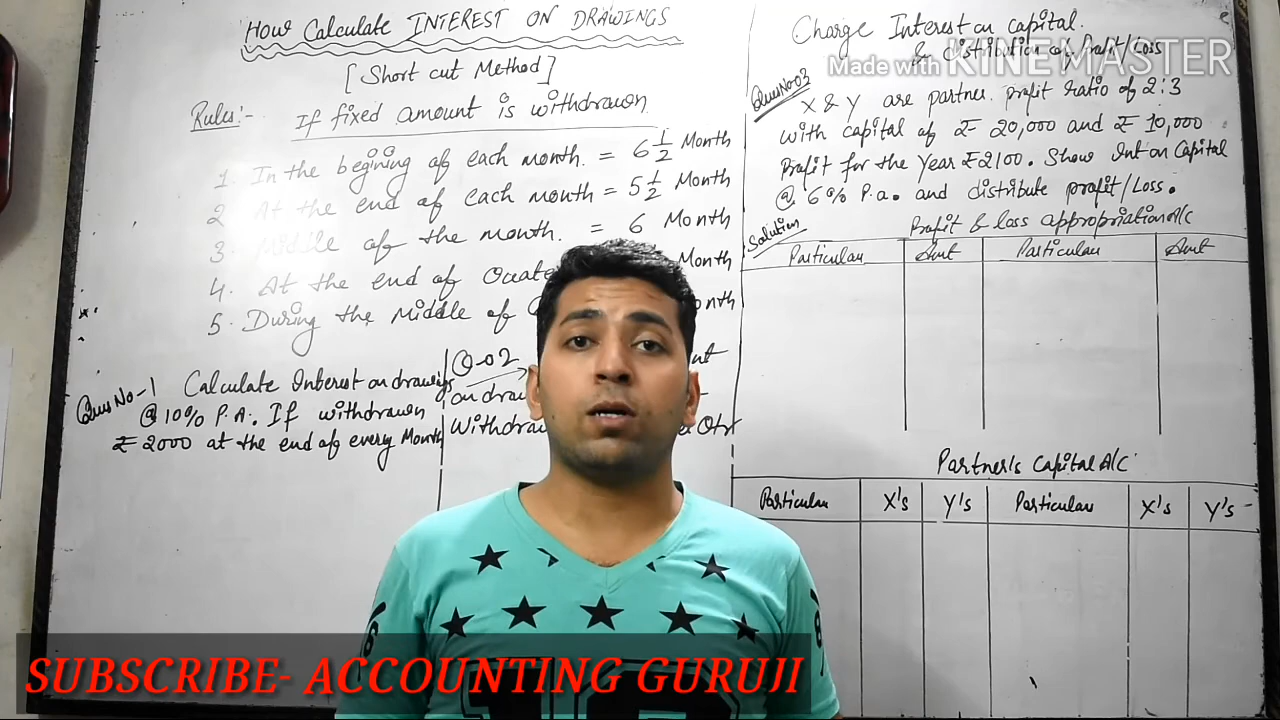 HOW Calculate INTEREST ON DRAWINGS
[Short cut Method]
Rules:- If fixed amount is withdrawn
1. In the begining of each month. = 6 1/2 Month
2. At the end of each month = 5 1/2 Month
3. Middle of the month. = 6 Month
4. At the end of Month
5. During the Middle of
Ques No-1 Calculate Interest on drawings
@ 10% P.A. If withdrawn
₹ 2000 at the end of every Month
Q-02
on
Qtr
Charge Interest on capital.
& distribution of Profit/Loss
Made with KINEMASTER
Ques No 03
X & Y are partner. profit ratio of 2:3
with capital of ₹ 20,000 and ₹ 10,000
Profit for the Year ₹ 2100. Show Int on Capital
@ 6% P.a. and distribute profit/Loss.
Solution
Profit & loss appropriation A/c
Particular Amt Particular Amt
Partner's Capital A/C
Particular X's Y's Particular X's Y's
SUBSCRIBE- ACCOUNTING GURUJI